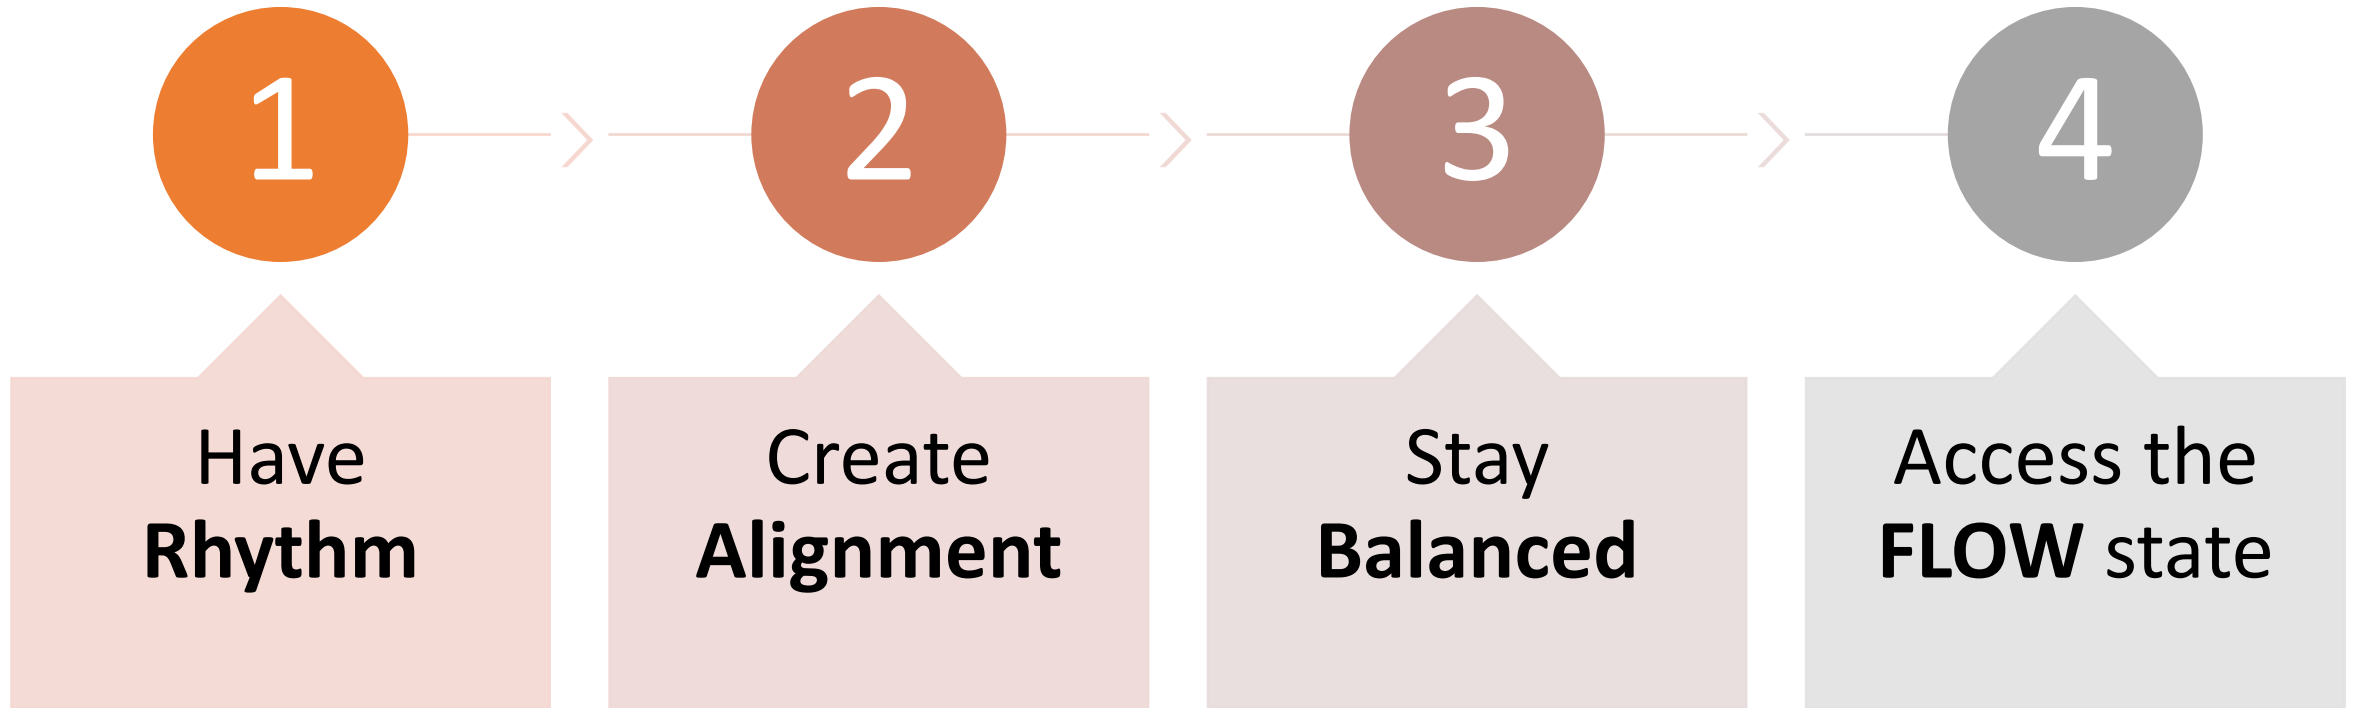 1
Have
Rhythm
2
Create
Alignment
3
Stay
Balanced
4
Access the
FLOW state